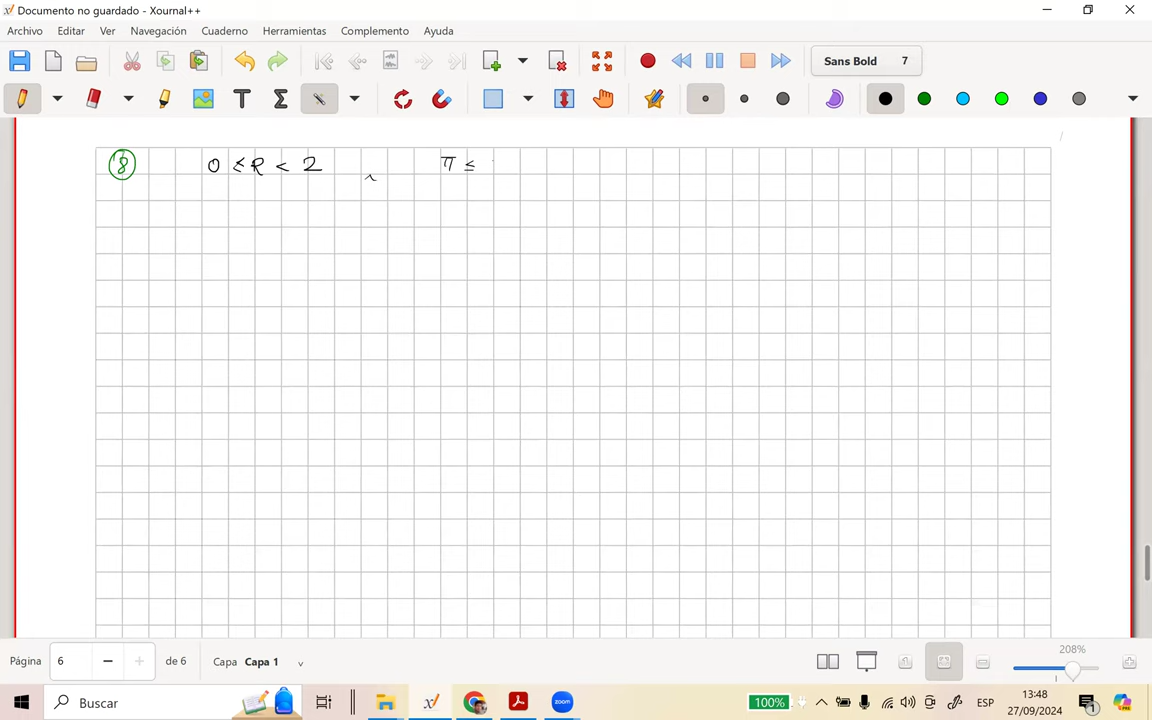 Documento no guardado - Xournal++
Archivo Editar Ver Navegación Cuaderno Herramientas Complemento Ayuda
Sans Bold 7
T Σ
8 0 ≤ R < 2 ^ π ≤
Página 6 de 6 Capa Capa 1 208%
Buscar 100% ESP 13:48
27/09/2024